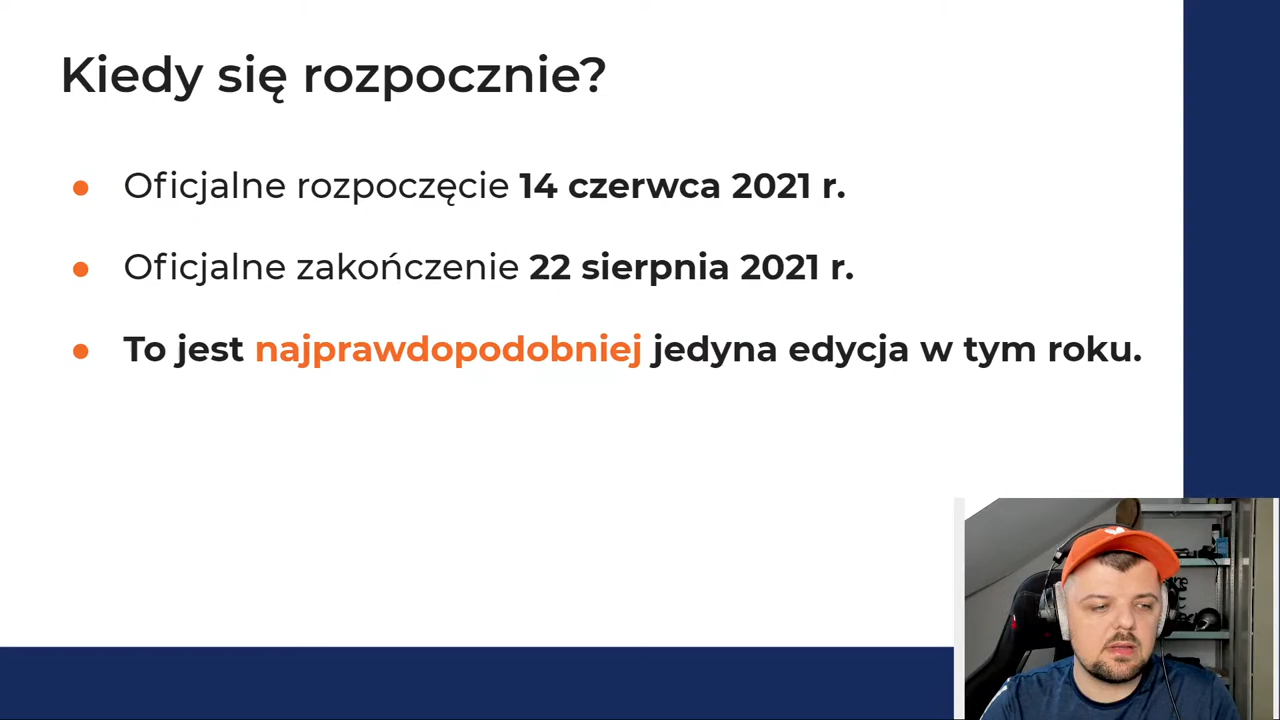 Kiedy się rozpocznie?
Oficjalne rozpoczęcie 14 czerwca 2021 r.
Oficjalne zakończenie 22 sierpnia 2021 r.
To jest najprawdopodobniej jedyna edycja w tym roku.